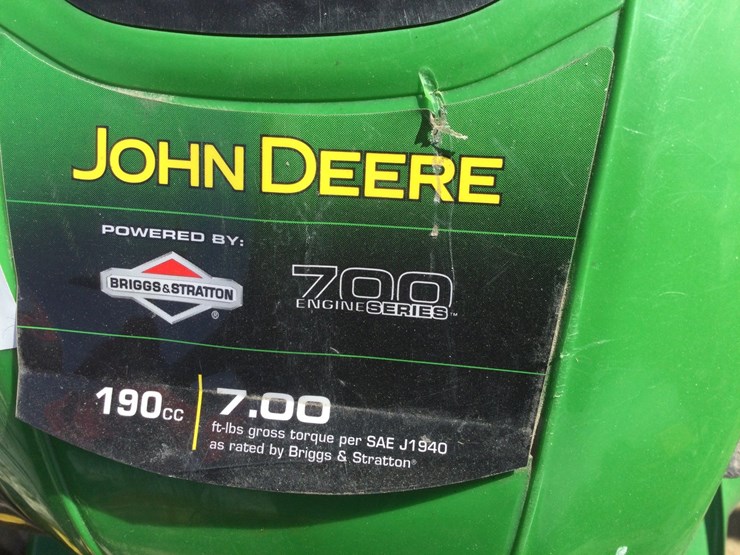 JOHN DEERE
POWERED BY:
BRIGGS&STRATTON ®
700
ENGINE SERIES™
190cc 7.00
ft-lbs gross torque per SAE J1940
as rated by Briggs & Stratton®